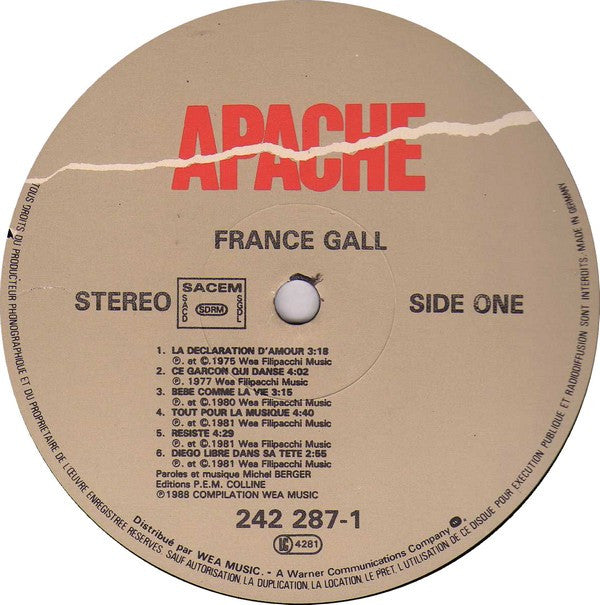 APACHE
FRANCE GALL
STEREO
SACEM
SACD
SDRM
SGDL
SIDE ONE
1. LA DECLARATION D'AMOUR 3:18
℗. et ©.1975 Wea Filipacchi Music
2. CE GARCON QUI DANSE 4:02
℗. 1977 Wea Filipacchi Music
3. BEBE COMME LA VIE 3:15
℗. et ©.1980 Wea Filipacchi Music
4. TOUT POUR LA MUSIQUE 4:40
℗. et ©.1981 Wea Filipacchi Music
5. RESISTE 4:29
℗. et ©.1981 Wea Filipacchi Music
6. DIEGO LIBRE DANS SA TETE 2:55
℗. et ©.1981 Wea Filipacchi Music
Paroles et musique Michel BERGER
Editions P.E.M. COLLINE
℗1988 COMPILATION WEA MUSIC
242 287-1
LC 4281
Distribué par WEA MUSIC. - A Warner Communications Company
TOUS DROITS DU PRODUCTEUR PHONOGRAPHIQUE ET DU PROPRIETAIRE DE L'ŒUVRE ENREGISTREE RESERVES. SAUF AUTORISATION, LA DUPLICATION, LA LOCATION, LE PRET, L'UTILISATION DE CE DISQUE POUR EXECUTION PUBLIQUE ET RADIODIFFUSION SONT INTERDITS. MADE IN GERMANY